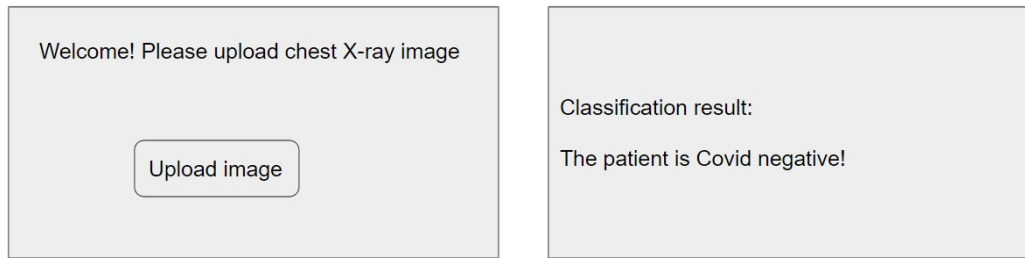 Welcome! Please upload chest X-ray image
Upload image
Classification result:
The patient is Covid negative!